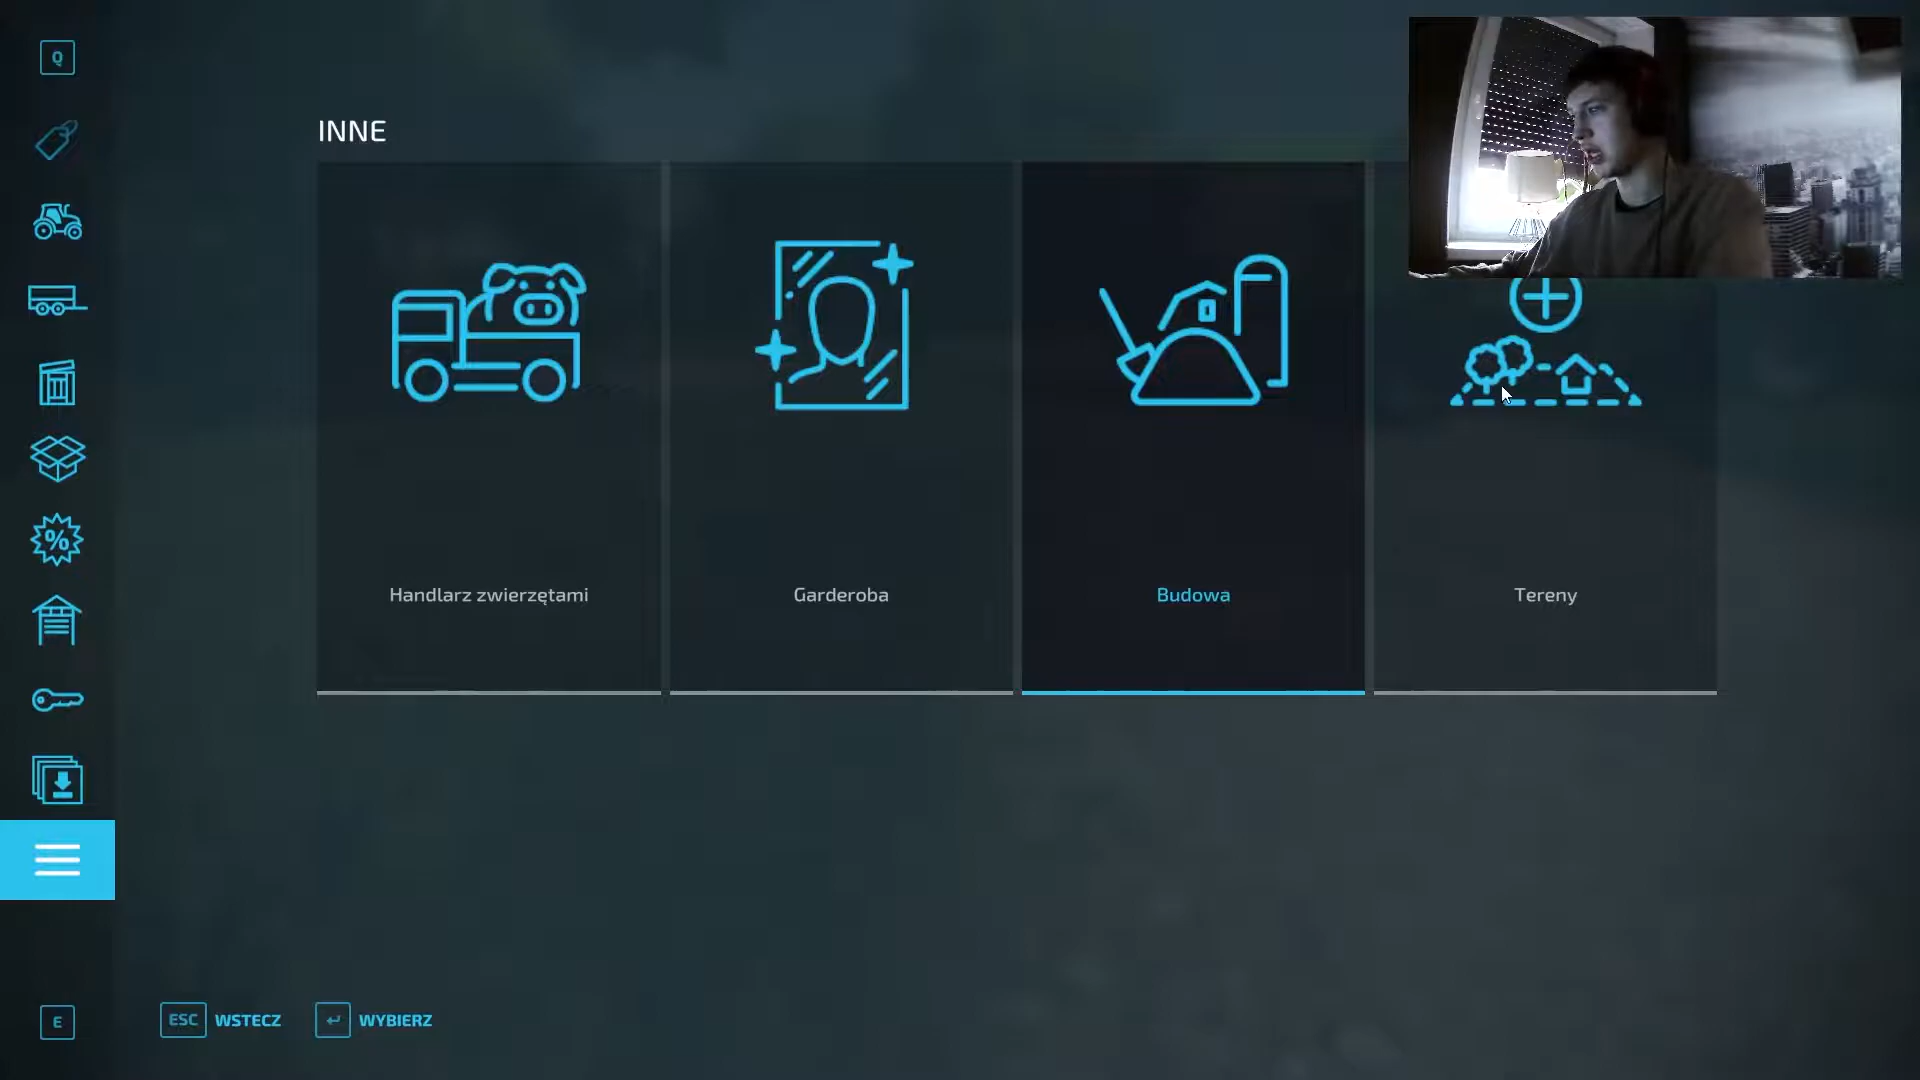 Q
INNE
%
Handlarz zwierzętami
Garderoba
Budowa
Tereny
E
ESC WSTECZ
WYBIERZ